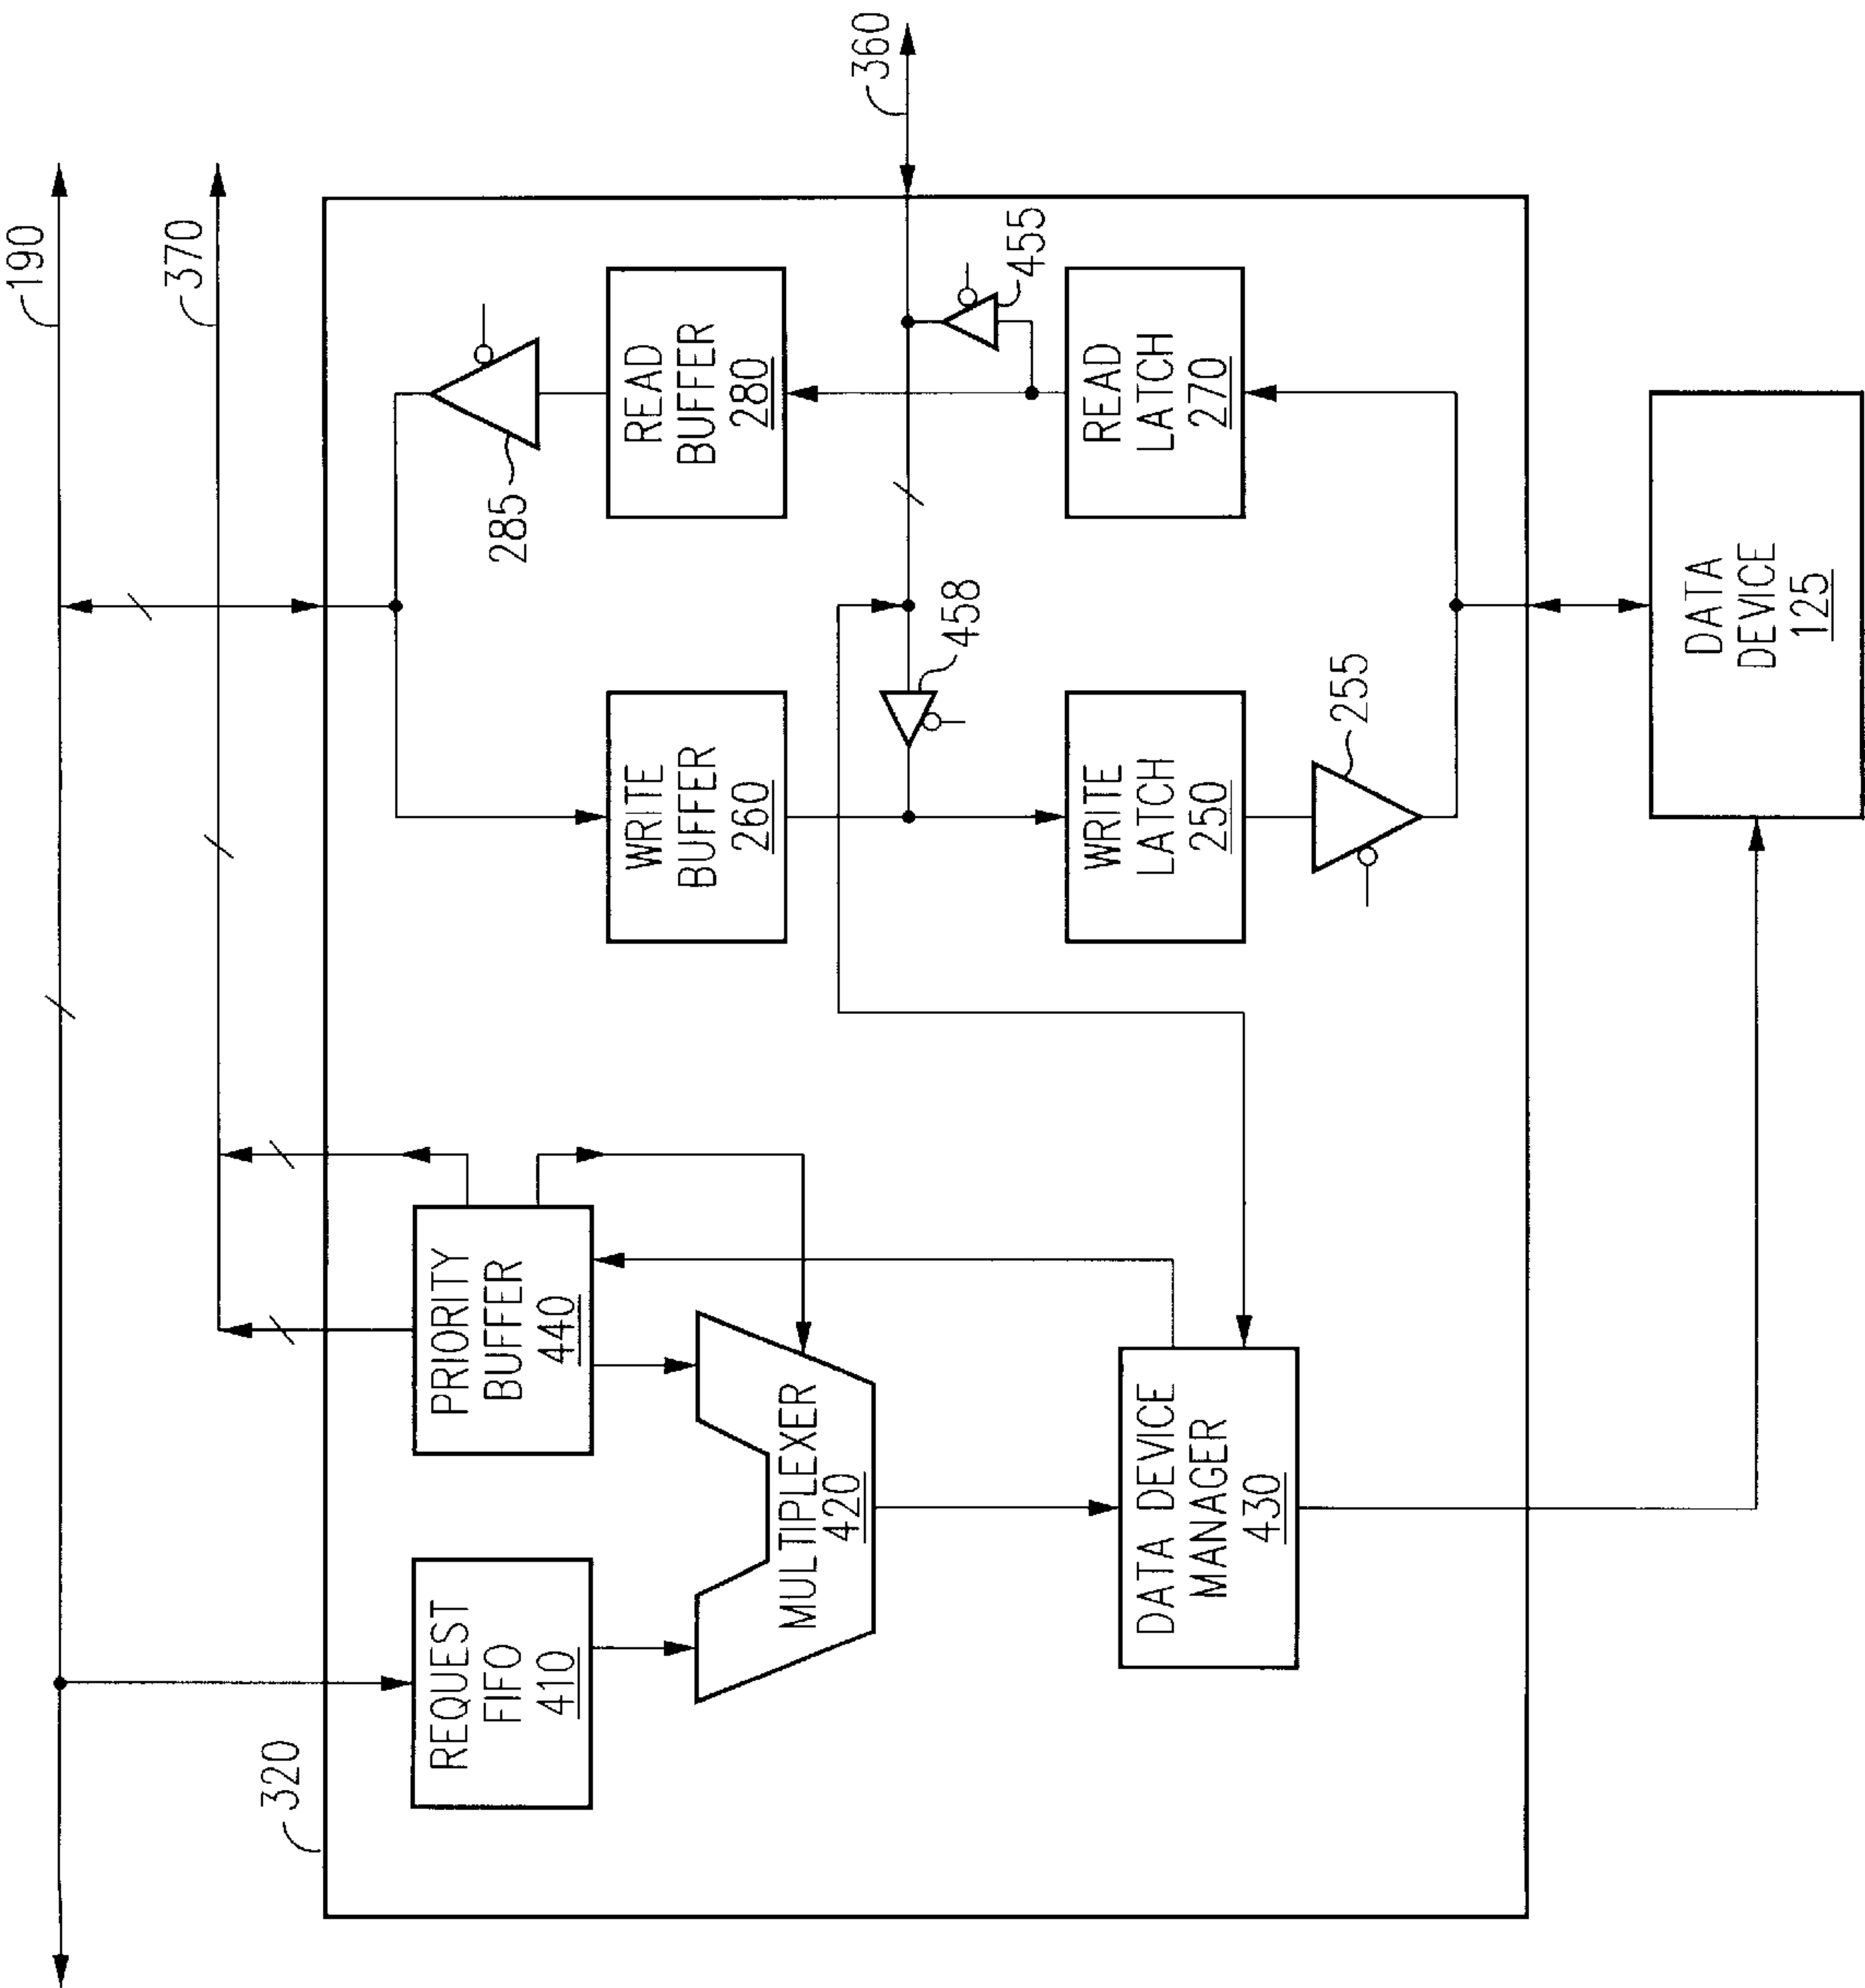 190
370
360
320
REQUEST
FIFO
410
PRIORITY
BUFFER
440
MULTIPLEXER
420
DATA DEVICE
MANAGER
430
WRITE
BUFFER
260
285
READ
BUFFER
280
458
455
WRITE
LATCH
250
READ
LATCH
270
255
DATA
DEVICE
125